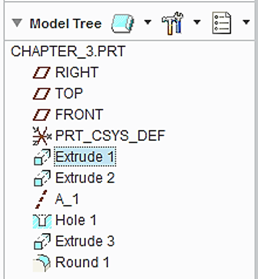 Model Tree
CHAPTER_3.PRT
RIGHT
TOP
FRONT
PRT_CSYS_DEF
Extrude 1
Extrude 2
A_1
Hole 1
Extrude 3
Round 1